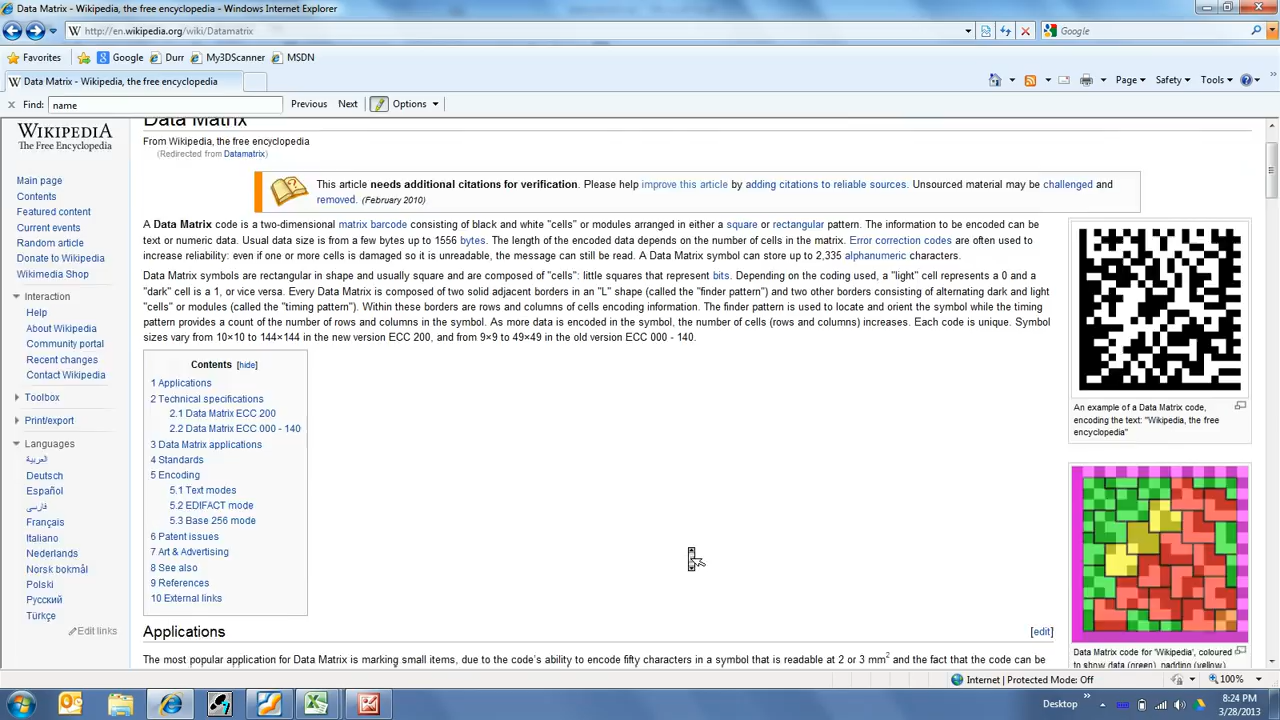 Data Matrix - Wikipedia, the free encyclopedia - Windows Internet Explorer
http://en.wikipedia.org/wiki/Datamatrix
Google
Favorites Google Durr My3DScanner MSDN
W Data Matrix - Wikipedia, the free encyclopedia
Page Safety Tools
Find: name Previous Next Options
WIKIPEDIA
The Free Encyclopedia
Main page
Contents
Featured content
Current events
Random article
Donate to Wikipedia
Wikimedia Shop
Interaction
Help
About Wikipedia
Community portal
Recent changes
Contact Wikipedia
Toolbox
Print/export
Languages
العربية
Deutsch
Español
فارسی
Français
Italiano
Nederlands
Norsk bokmål
Polski
Русский
Türkçe
Edit links
Data Matrix
From Wikipedia, the free encyclopedia
(Redirected from Datamatrix)
This article needs additional citations for verification. Please help improve this article by adding citations to reliable sources. Unsourced material may be challenged and
removed. (February 2010)
A Data Matrix code is a two-dimensional matrix barcode consisting of black and white "cells" or modules arranged in either a square or rectangular pattern. The information to be encoded can be
text or numeric data. Usual data size is from a few bytes up to 1556 bytes. The length of the encoded data depends on the number of cells in the matrix. Error correction codes are often used to
increase reliability: even if one or more cells is damaged so it is unreadable, the message can still be read. A Data Matrix symbol can store up to 2,335 alphanumeric characters.
Data Matrix symbols are rectangular in shape and usually square and are composed of "cells": little squares that represent bits. Depending on the coding used, a "light" cell represents a 0 and a
"dark" cell is a 1, or vice versa. Every Data Matrix is composed of two solid adjacent borders in an "L" shape (called the "finder pattern") and two other borders consisting of alternating dark and light
"cells" or modules (called the "timing pattern"). Within these borders are rows and columns of cells encoding information. The finder pattern is used to locate and orient the symbol while the timing
pattern provides a count of the number of rows and columns in the symbol. As more data is encoded in the symbol, the number of cells (rows and columns) increases. Each code is unique. Symbol
sizes vary from 10×10 to 144×144 in the new version ECC 200, and from 9×9 to 49×49 in the old version ECC 000 - 140.
Contents [hide]
1 Applications
2 Technical specifications
2.1 Data Matrix ECC 200
2.2 Data Matrix ECC 000 - 140
3 Data Matrix applications
4 Standards
5 Encoding
5.1 Text modes
5.2 EDIFACT mode
5.3 Base 256 mode
6 Patent issues
7 Art & Advertising
8 See also
9 References
10 External links
Applications [edit]
The most popular application for Data Matrix is marking small items, due to the code's ability to encode fifty characters in a symbol that is readable at 2 or 3 mm2 and the fact that the code can be
An example of a Data Matrix code,
encoding the text: "Wikipedia, the free
encyclopedia"
Data Matrix code for 'Wikipedia', coloured
to show data (green), padding (yellow),
Internet | Protected Mode: Off 100%
Desktop 8:24 PM
3/28/2013